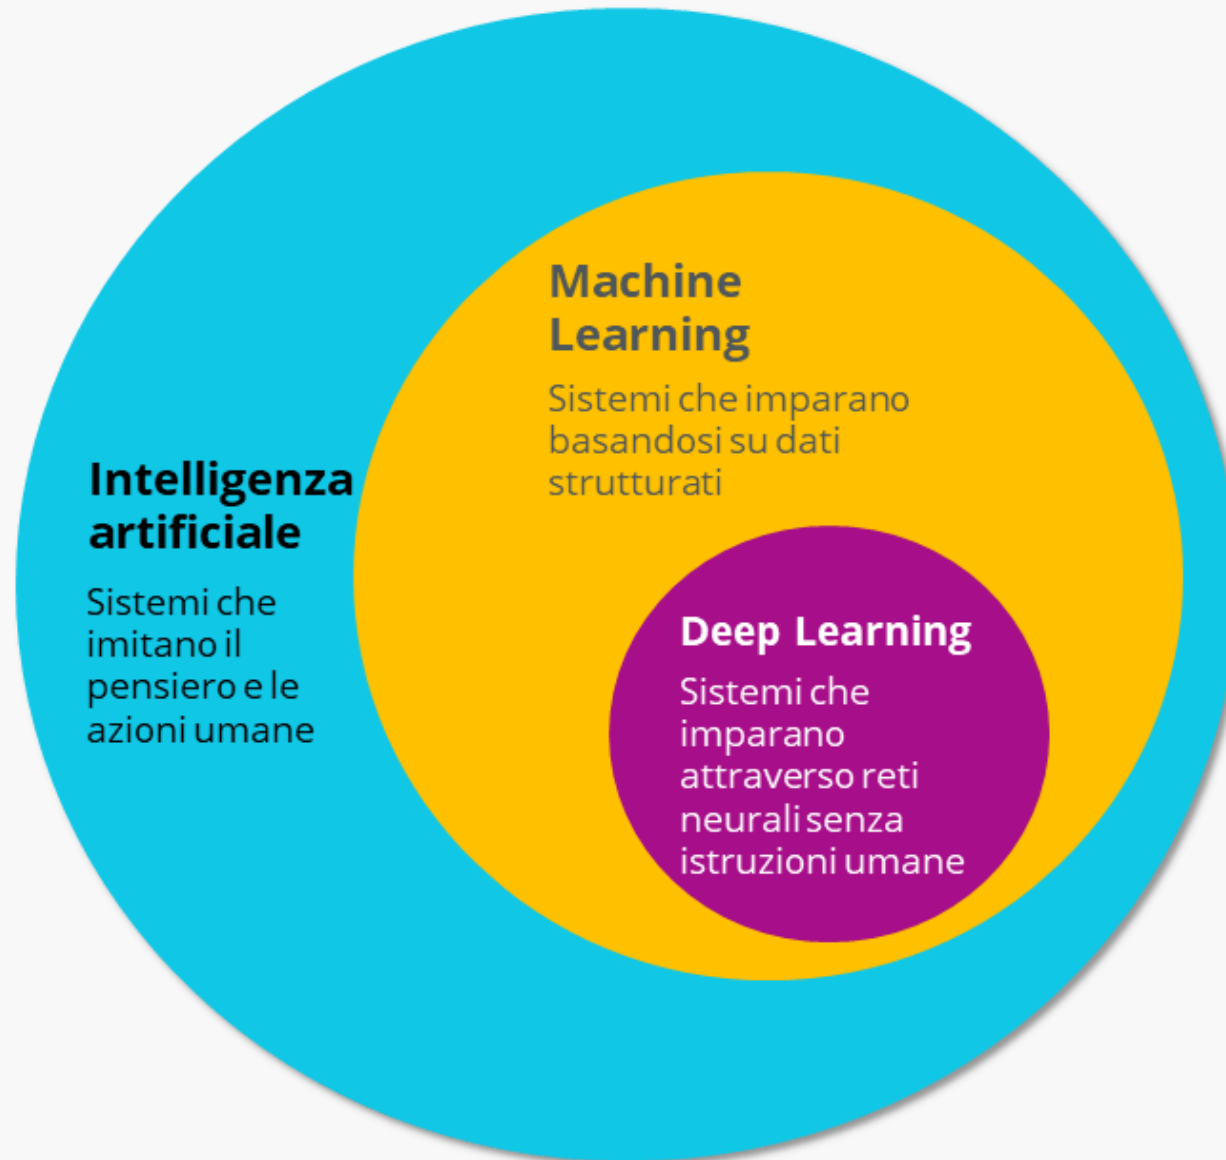 Machine
Learning
Sistemi che imparano
basandosi su dati
strutturati
Intelligenza
artificiale
Sistemi che
imitano il
pensiero e le
azioni umane
Deep Learning
Sistemi che
imparano
attraverso reti
neurali senza
istruzioni umane